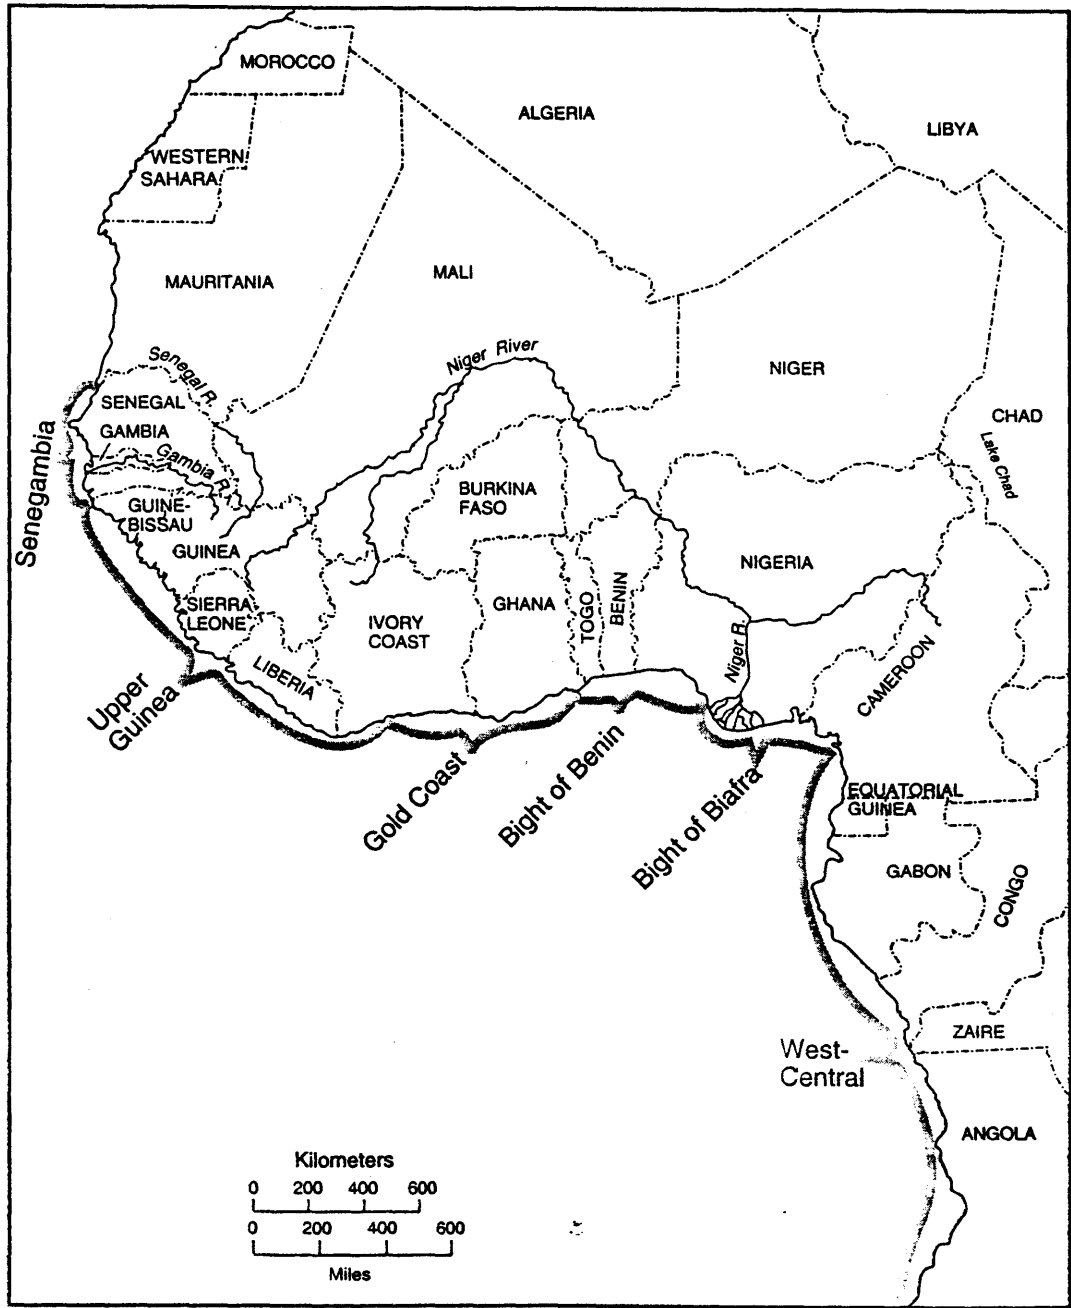 MOROCCO
ALGERIA
LIBYA
WESTERN
SAHARA
MAURITANIA
MALI
Niger River
Senegal R.
NIGER
CHAD
Lake Chad
SENEGAL
GAMBIA
Gambia R.
Senegambia
GUINE-
BISSAU
GUINEA
BURKINA
FASO
NIGERIA
SIERRA
LEONE
LIBERIA
IVORY
COAST
GHANA
TOGO
BENIN
Niger R.
CAMEROON
Upper
Guinea
Gold Coast
Bight of Benin
Bight of Biafra
EQUATORIAL
GUINEA
GABON
CONGO
ZAIRE
West-
Central
ANGOLA
Kilometers
0 200 400 600
0 200 400 600
Miles